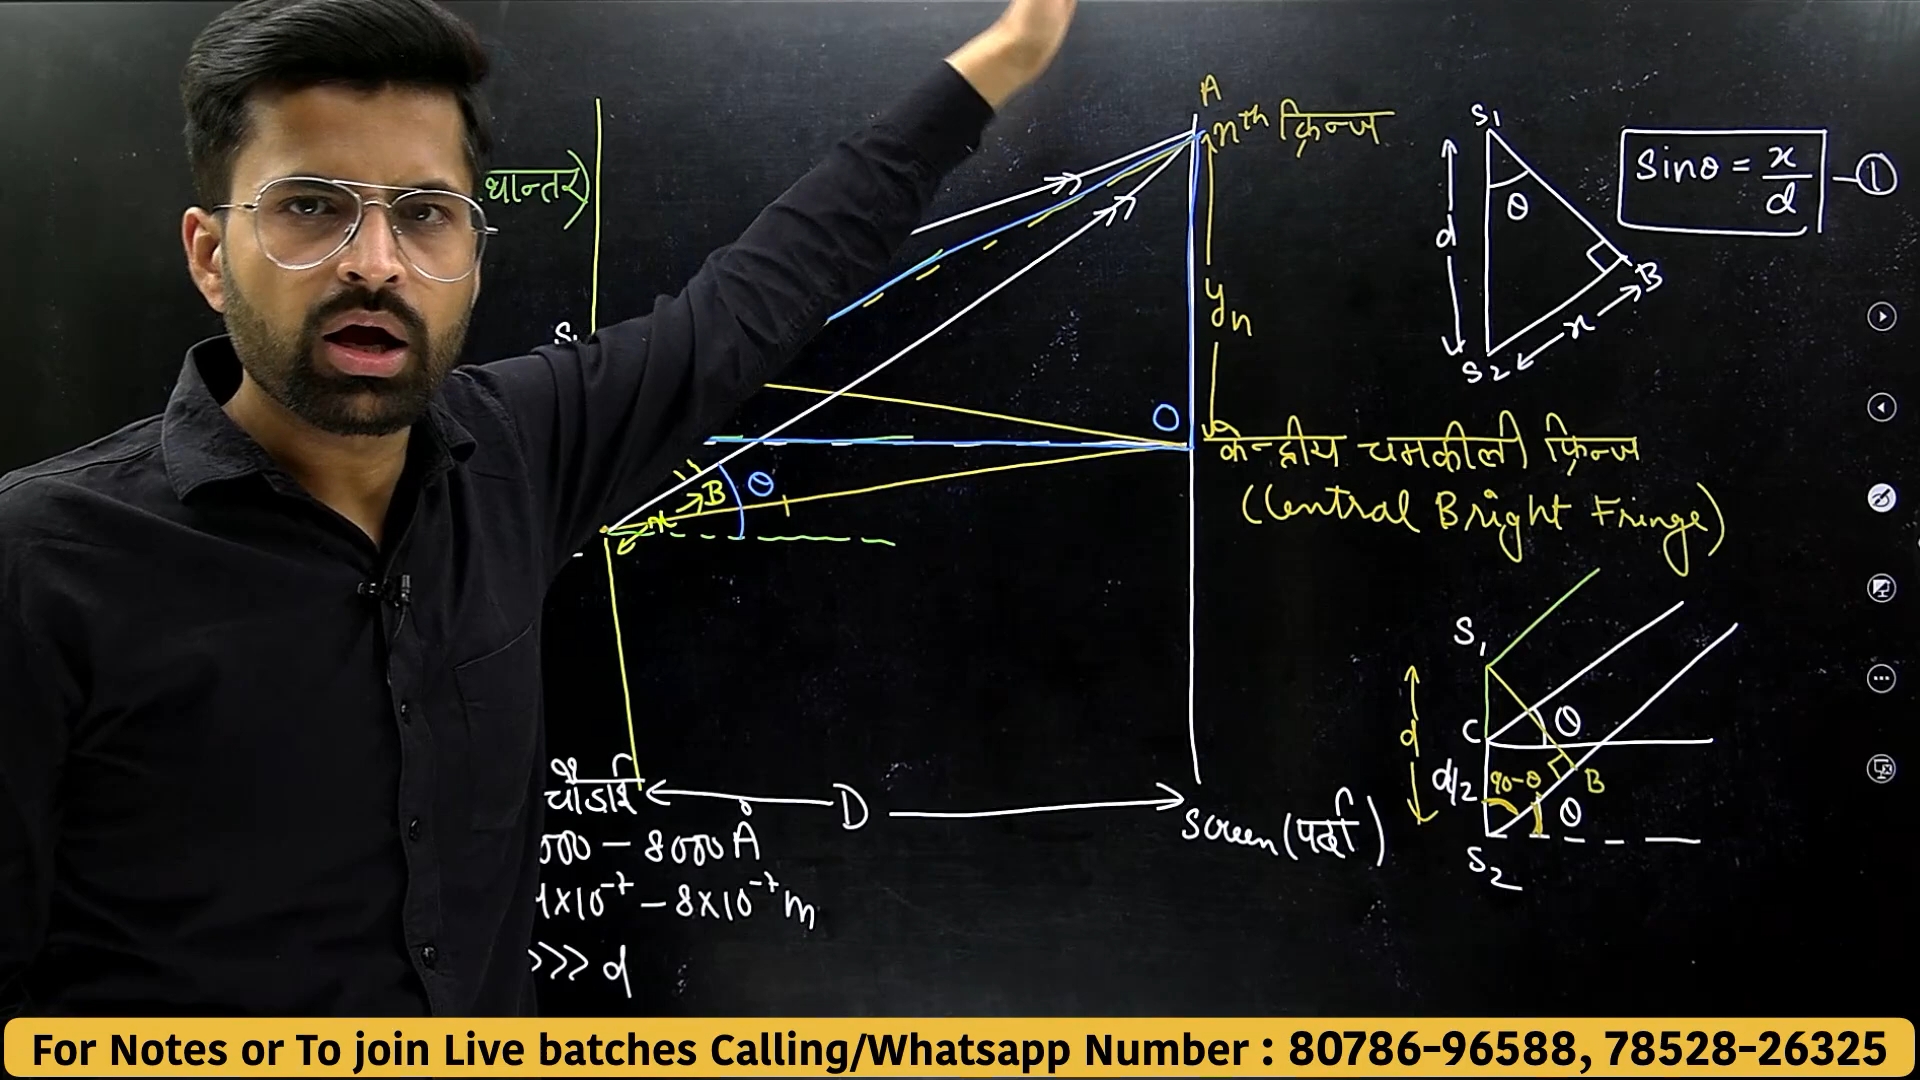 A
nth फ्रिन्ज
थान्तर)
S1
yn
O
केन्द्रीय चमकीली फ्रिन्ज
(Central Bright Fringe)
B
θ
x
चौड़ाई
D
Screen (पर्दा)
000 – 8000 Å
4×10⁻⁷ – 8×10⁻⁷ m
>>> d
S1
θ
d
B
x
S2
Sinθ = x/d
①
S1
d
C
θ
d/2
90-θ
B
θ
S2
For Notes or To join Live batches Calling/Whatsapp Number : 80786-96588, 78528-26325